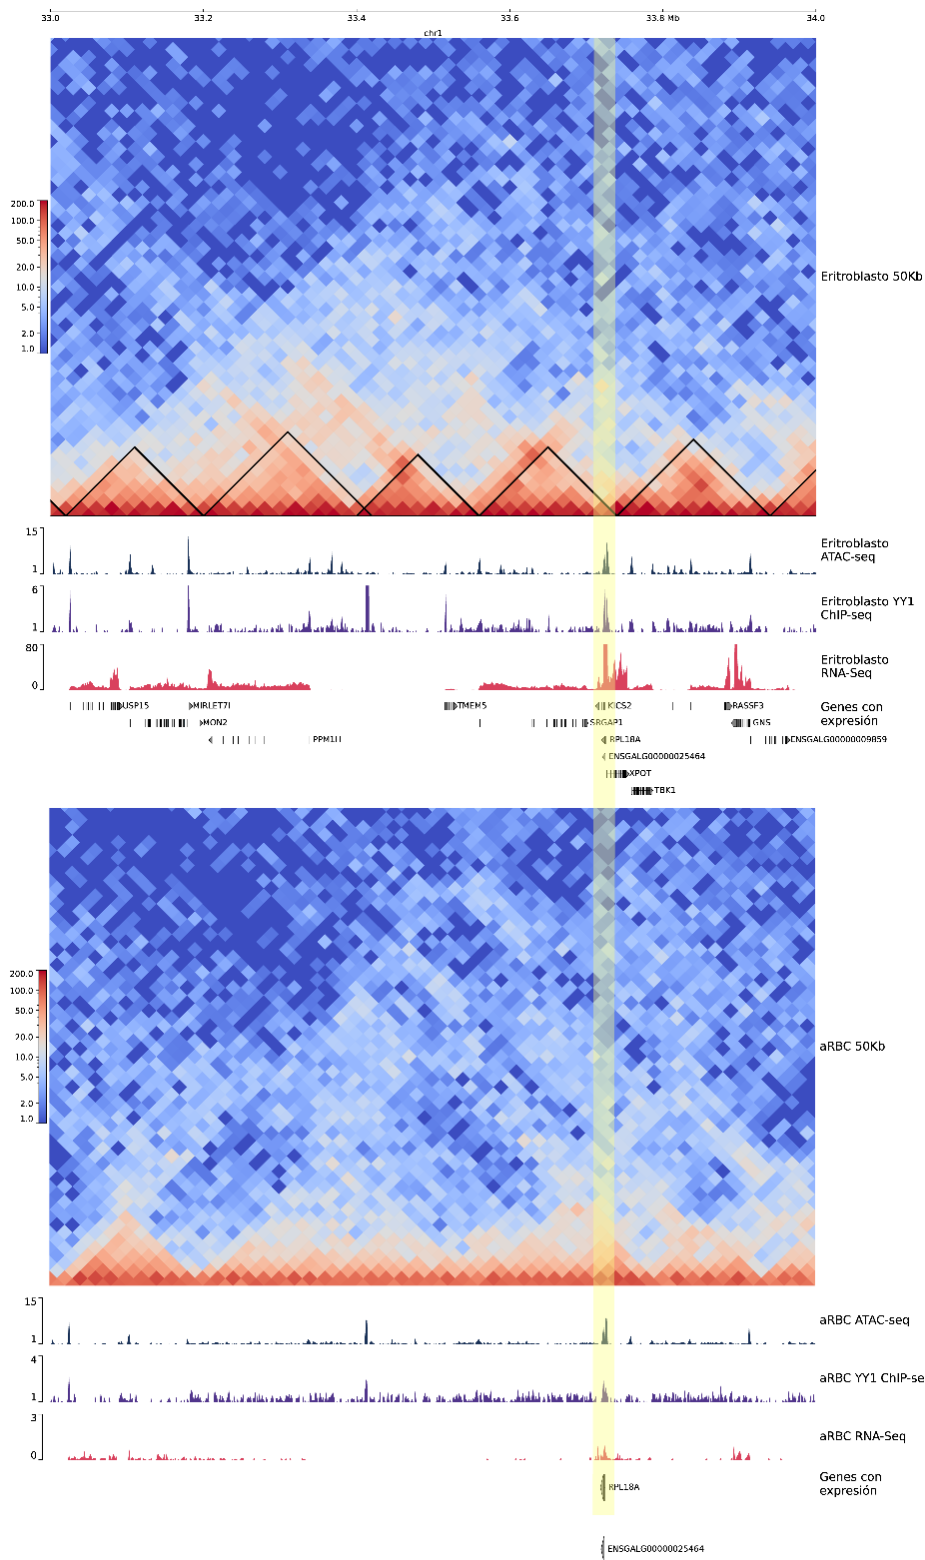 33.0 33.2 33.4 33.6 33.8 Mb 34.0
chr1
200.0
100.0
50.0
20.0
10.0
5.0
2.0
1.0
Eritroblasto 50Kb
15
1
Eritroblasto
ATAC-seq
6
1
Eritroblasto YY1
ChIP-seq
80
0
Eritroblasto
RNA-Seq
USP15 MIRLET7I TMEM5 KICS2 RASSF3
MON2 SRGAP1 GNS
PPM1H RPL18A ENSGALG00000009859
ENSGALG00000025464
XPOT
TBK1
Genes con
expresión
200.0
100.0
50.0
20.0
10.0
5.0
2.0
1.0
aRBC 50Kb
15
1
aRBC ATAC-seq
4
1
aRBC YY1 ChIP-se
3
0
aRBC RNA-Seq
RPL18A
Genes con
expresión
ENSGALG00000025464